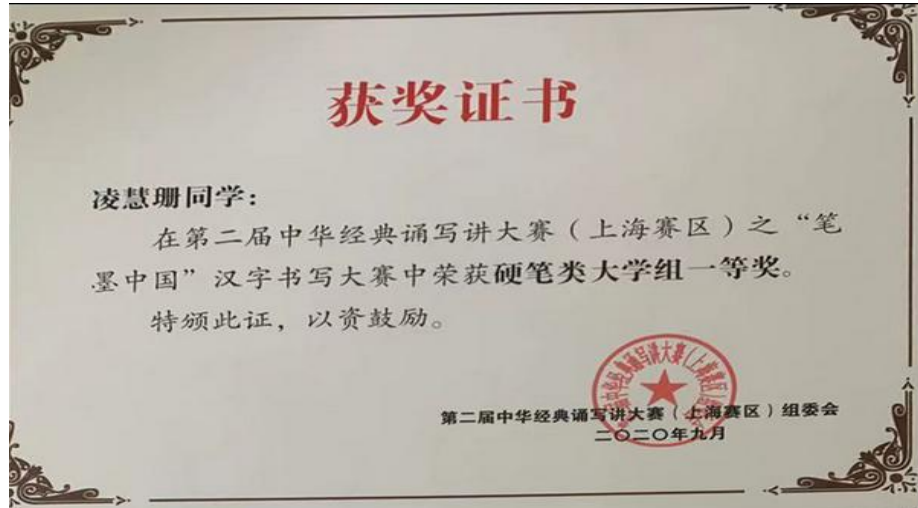 获奖证书
凌慧珊同学：
在第二届中华经典诵写讲大赛（上海赛区）之“笔
墨中国”汉字书写大赛中荣获硬笔类大学组一等奖。
特颁此证，以资鼓励。
第二届中华经典诵写讲大赛（上海赛区）组委会
二〇二〇年九月